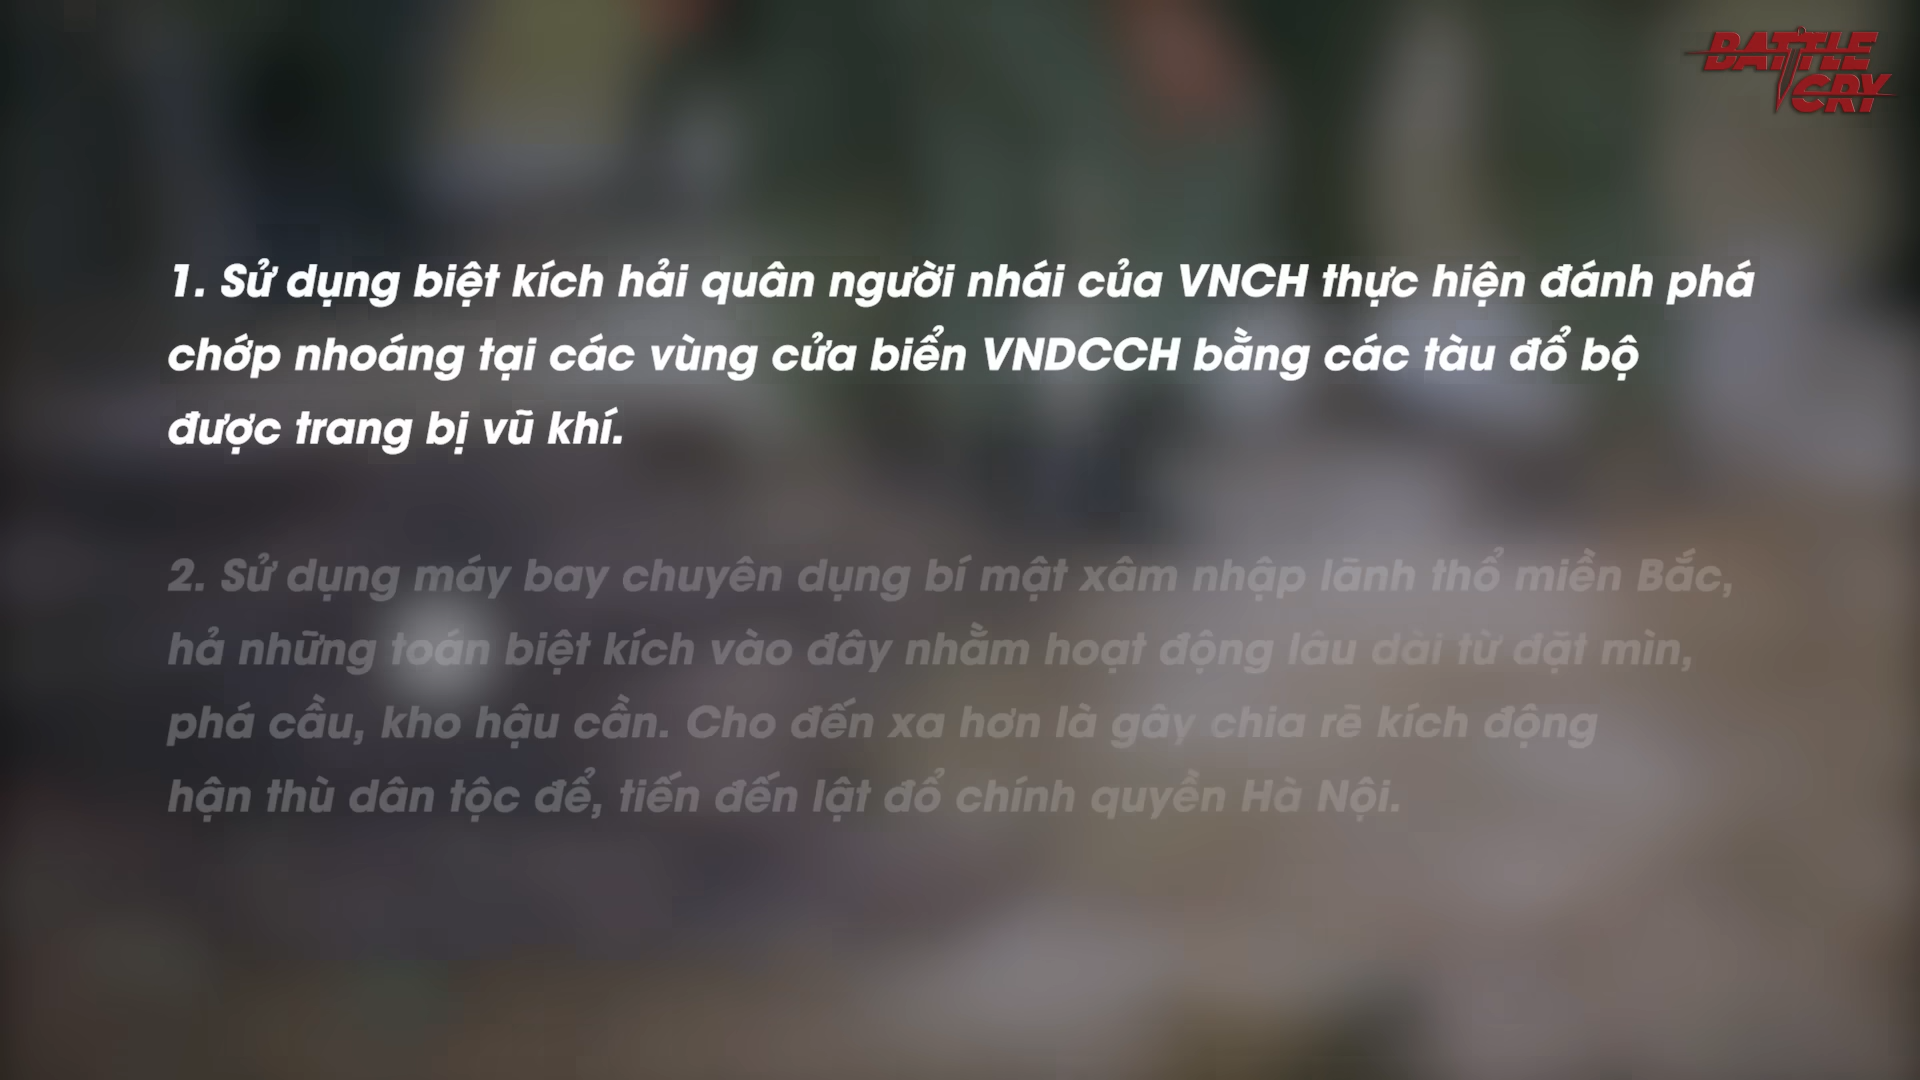 BATTLE
CRY
1. Sử dụng biệt kích hải quân người nhái của VNCH thực hiện đánh phá
chớp nhoáng tại các vùng cửa biển VNDCCH bằng các tàu đổ bộ
được trang bị vũ khí.
2. Sử dụng máy bay chuyên dụng bí mật xâm nhập lãnh thổ miền Bắc,
hả những toán biệt kích vào đây nhằm hoạt động lâu dài từ đặt mìn,
phá cầu, kho hậu cần. Cho đến xa hơn là gây chia rẽ kích động
hận thù dân tộc để, tiến đến lật đổ chính quyền Hà Nội.